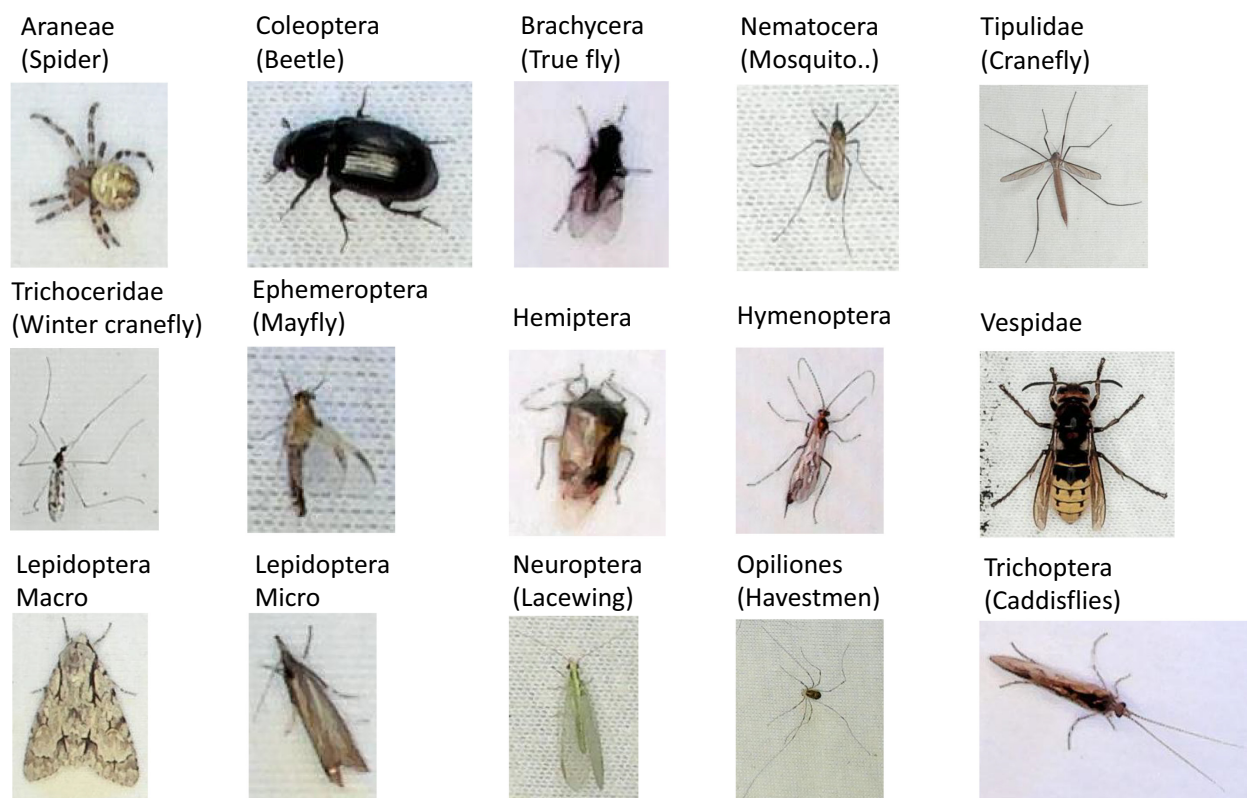 Araneae
(Spider)
Coleoptera
(Beetle)
Brachycera
(True fly)
Nematocera
(Mosquito..)
Tipulidae
(Cranefly)
Trichoceridae
(Winter cranefly)
Ephemeroptera
(Mayfly)
Hemiptera
Hymenoptera
Vespidae
Lepidoptera
Macro
Lepidoptera
Micro
Neuroptera
(Lacewing)
Opiliones
(Havestmen)
Trichoptera
(Caddisflies)